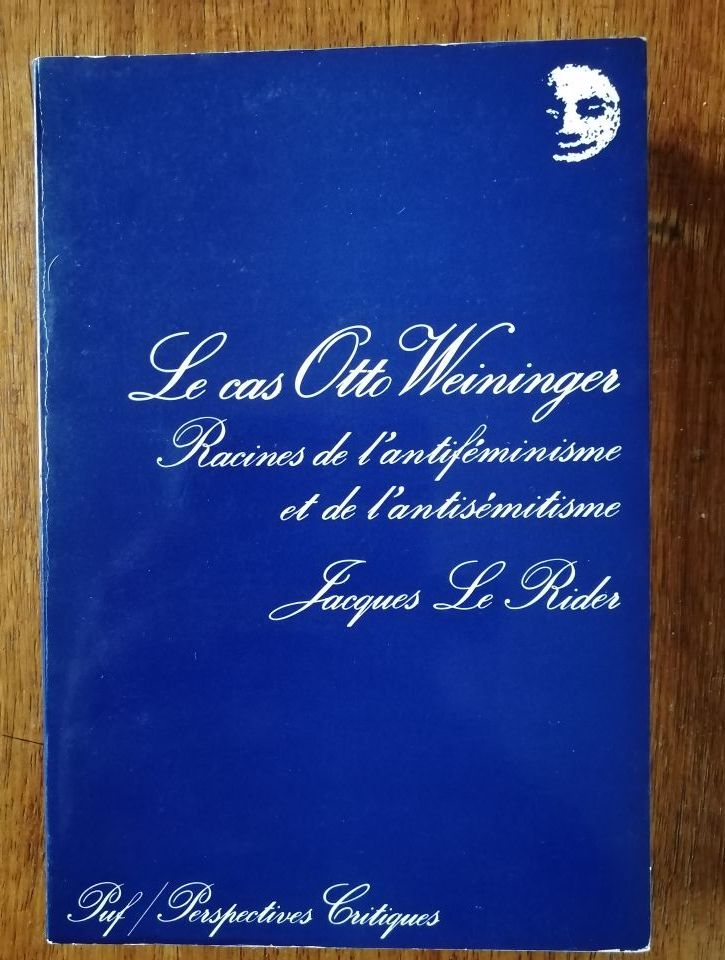 Le cas Otto Weininger
Racines de l'antiféminisme
et de l'antisémitisme
Jacques Le Rider
Puf / Perspectives Critiques